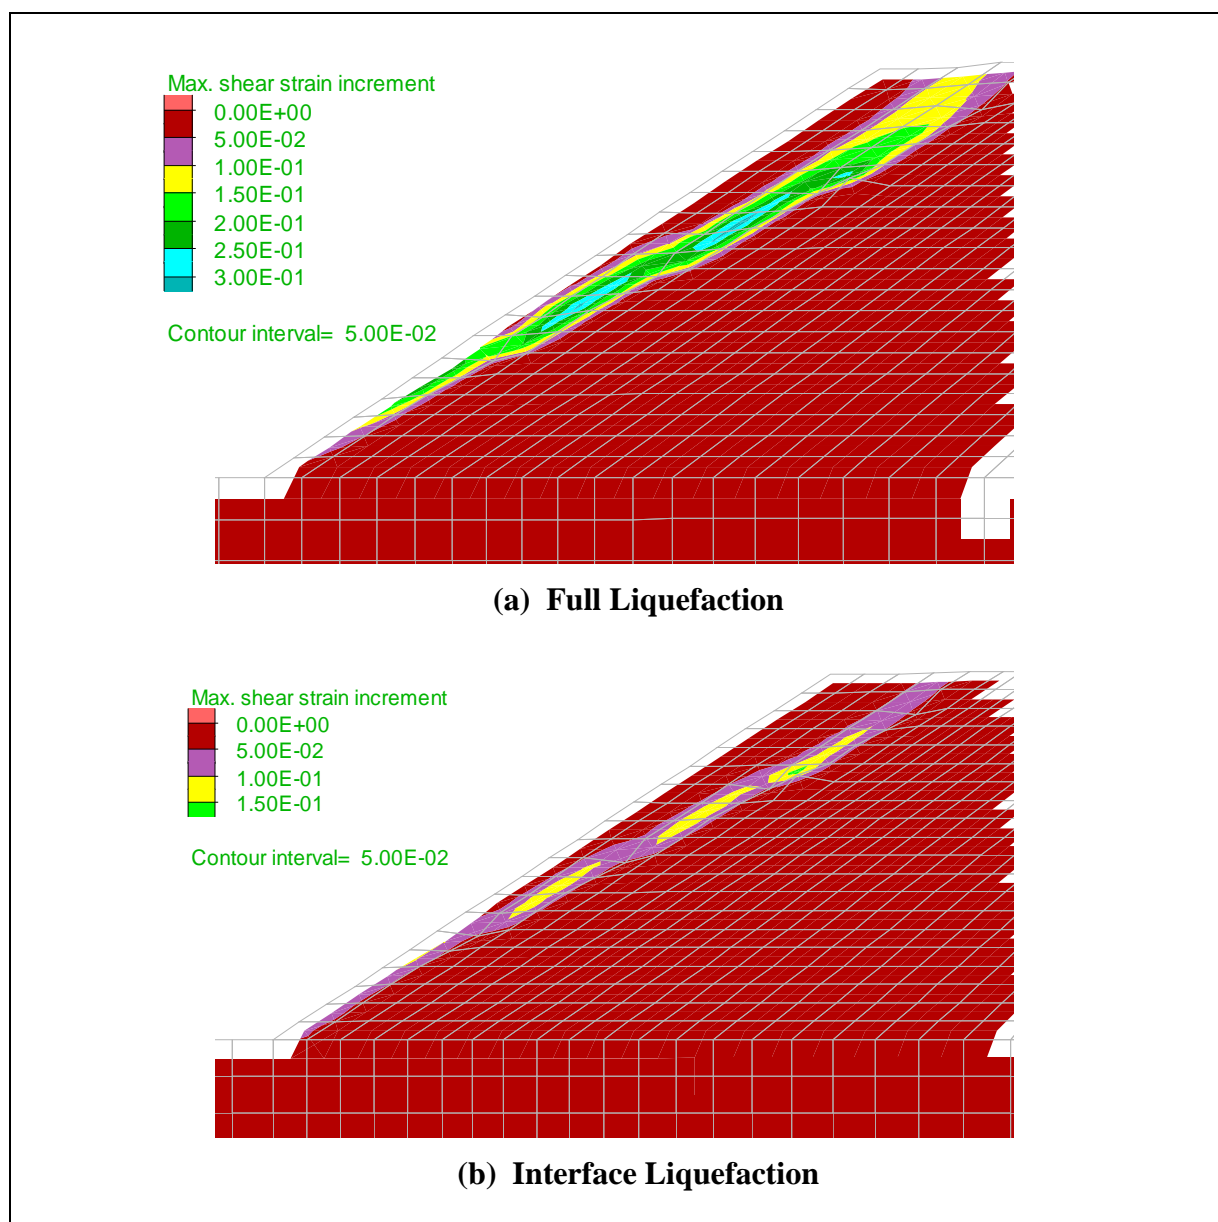 Max. shear strain increment
0.00E+00
5.00E-02
1.00E-01
1.50E-01
2.00E-01
2.50E-01
3.00E-01
Contour interval= 5.00E-02
(a) Full Liquefaction
Max. shear strain increment
0.00E+00
5.00E-02
1.00E-01
1.50E-01
Contour interval= 5.00E-02
(b) Interface Liquefaction